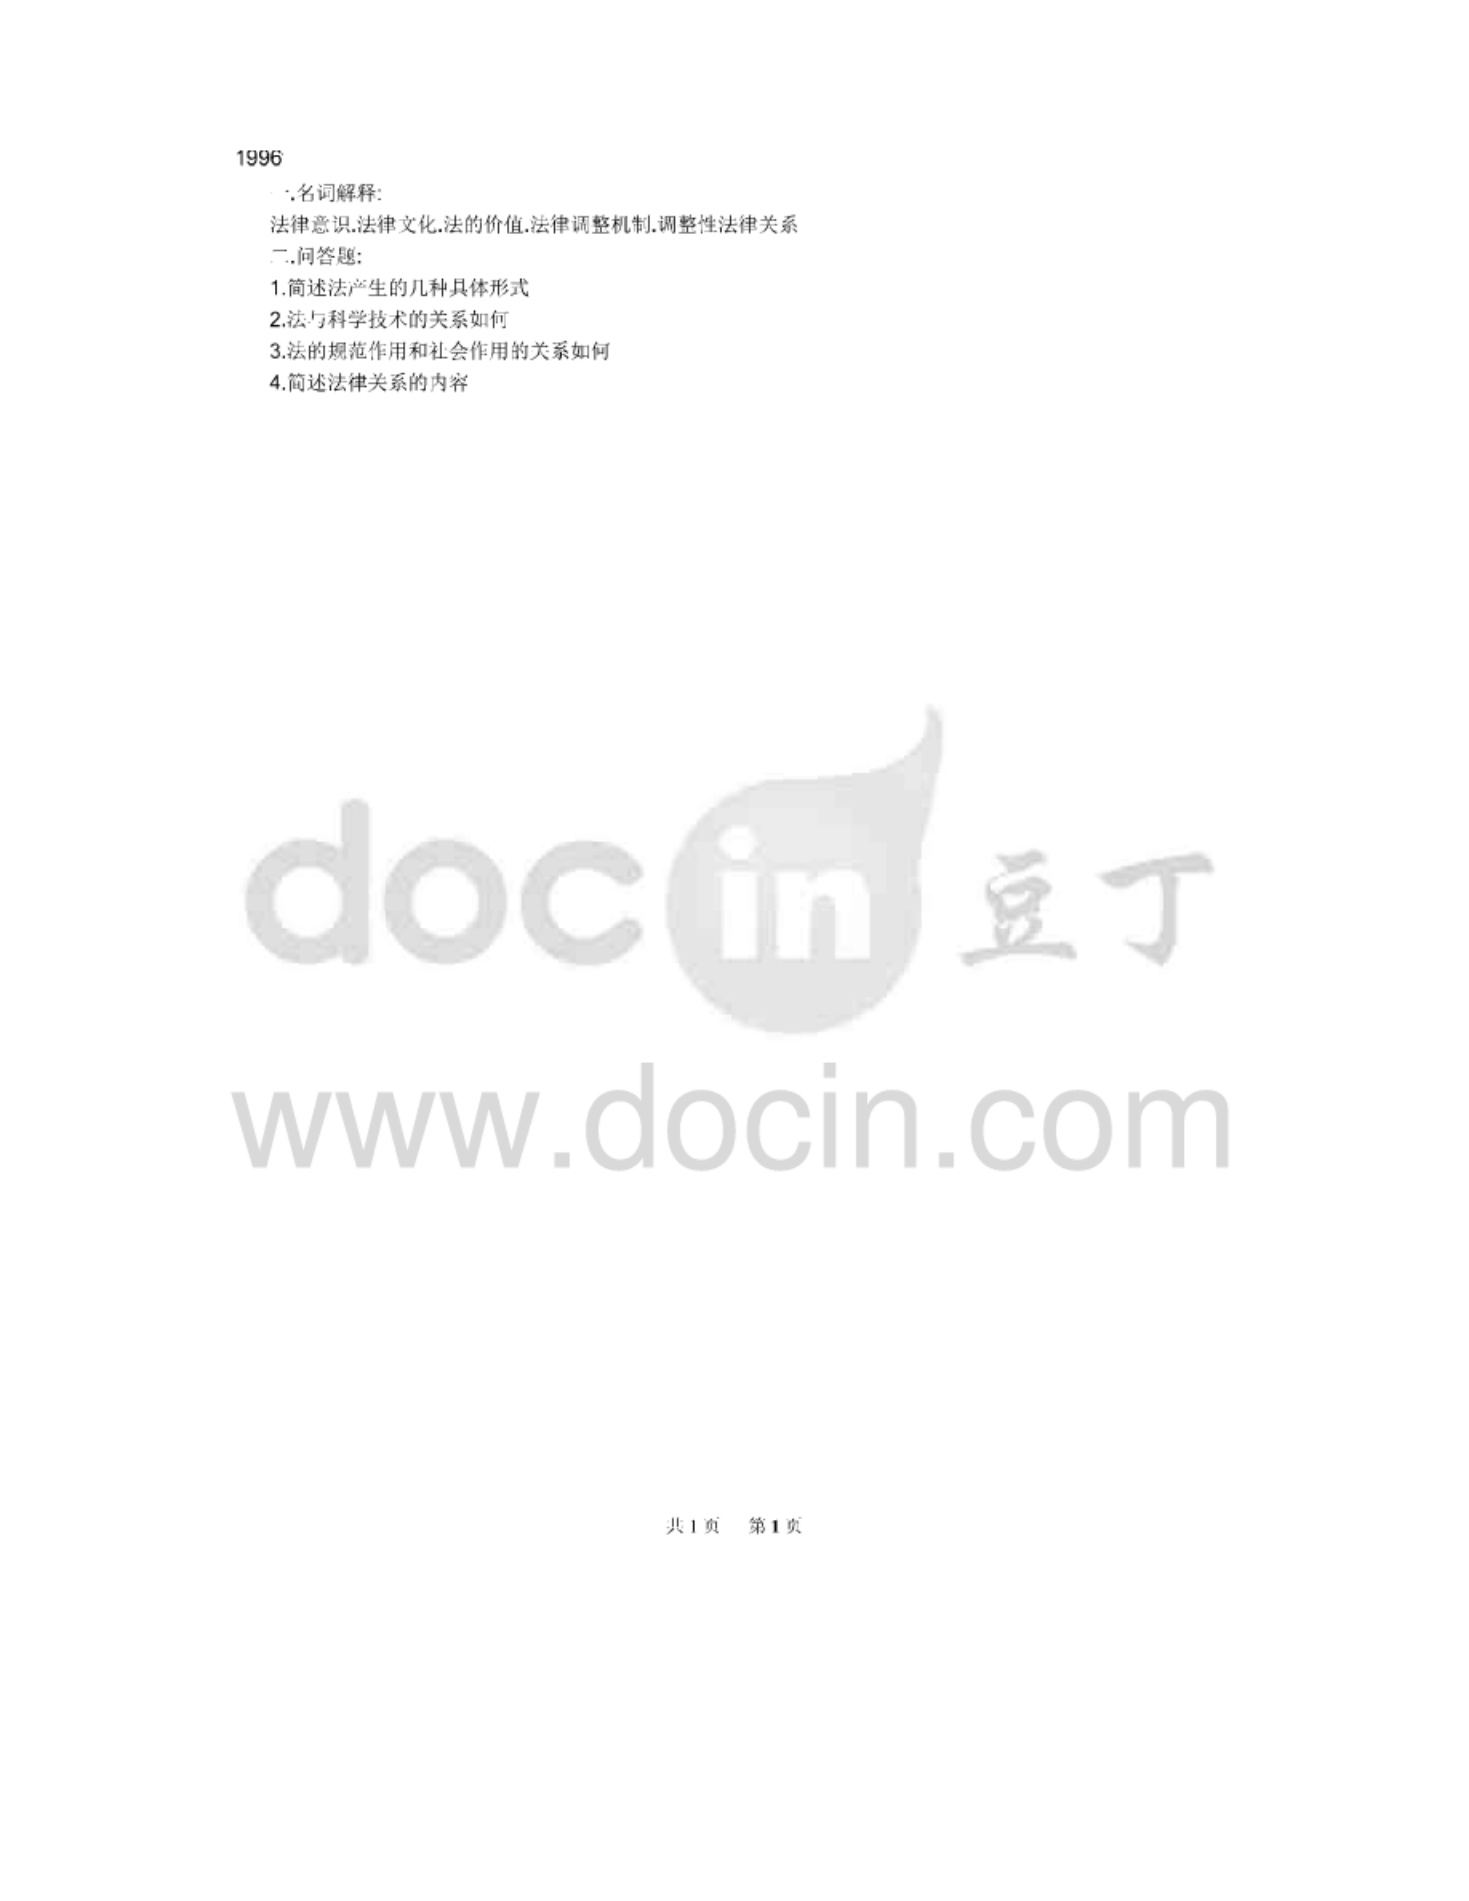 1996
一.名词解释:
法律意识.法律文化.法的价值.法律调整机制.调整性法律关系
二.问答题:
1.简述法产生的几种具体形式
2.法与科学技术的关系如何
3.法的规范作用和社会作用的关系如何
4.简述法律关系的内容
docin 豆丁
www.docin.com
共 1 页 第 1 页